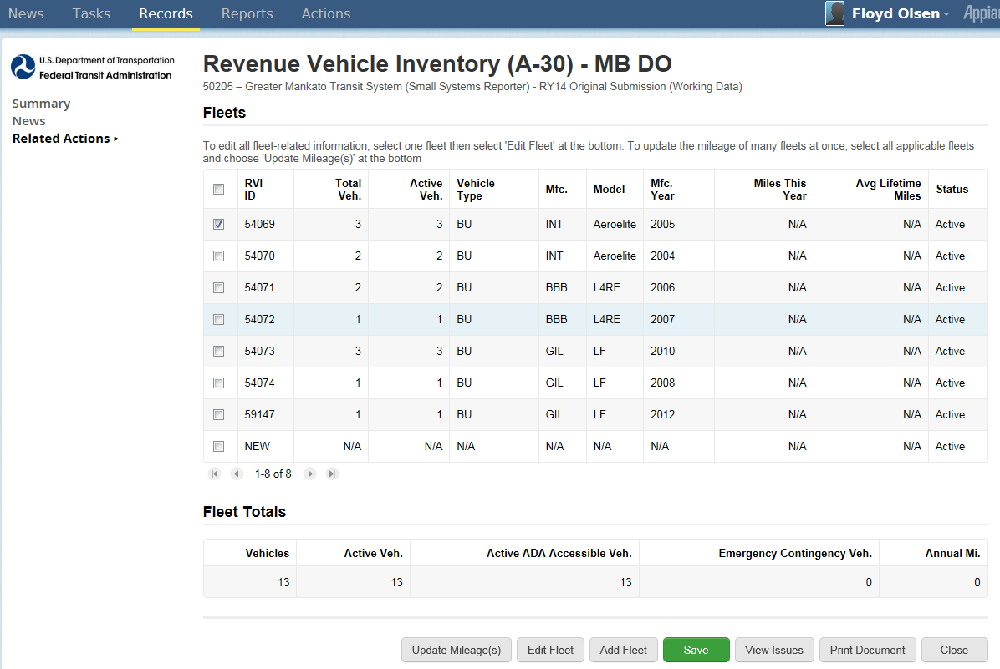 News Tasks Records Reports Actions Floyd Olsen
U.S. Department of Transportation
Federal Transit Administration
Summary
News
Related Actions
Revenue Vehicle Inventory (A-30) - MB DO
50205 – Greater Mankato Transit System (Small Systems Reporter) - RY14 Original Submission (Working Data)
Fleets
To edit all fleet-related information, select one fleet then select 'Edit Fleet' at the bottom. To update the mileage of many fleets at once, select all applicable fleets
and choose 'Update Mileage(s)' at the bottom
RVI ID Total Veh. Active Veh. Vehicle Type Mfc. Model Mfc. Year Miles This Year Avg Lifetime Miles Status
54069 3 3 BU INT Aeroelite 2005 N/A N/A Active
54070 2 2 BU INT Aeroelite 2004 N/A N/A Active
54071 2 2 BU BBB L4RE 2006 N/A N/A Active
54072 1 1 BU BBB L4RE 2007 N/A N/A Active
54073 3 3 BU GIL LF 2010 N/A N/A Active
54074 1 1 BU GIL LF 2008 N/A N/A Active
59147 1 1 BU GIL LF 2012 N/A N/A Active
NEW N/A N/A N/A N/A N/A N/A N/A N/A Active
1-8 of 8
Fleet Totals
Vehicles Active Veh. Active ADA Accessible Veh. Emergency Contingency Veh. Annual Mi.
13 13 13 0 0
Update Mileage(s) Edit Fleet Add Fleet Save View Issues Print Document Close